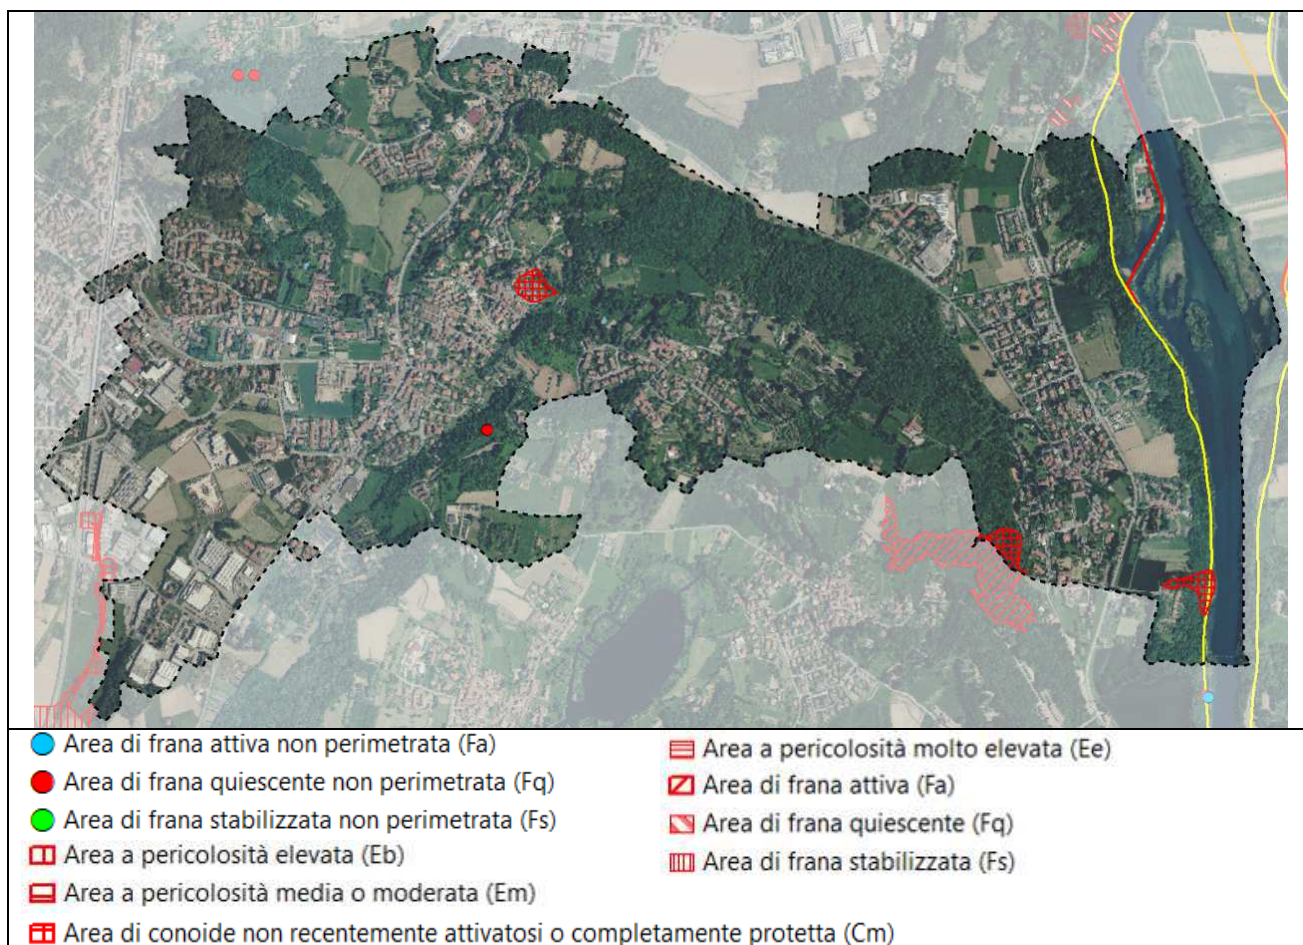 Area di frana attiva non perimetrata (Fa)
Area di frana quiescente non perimetrata (Fq)
Area di frana stabilizzata non perimetrata (Fs)
Area a pericolosità elevata (Eb)
Area a pericolosità media o moderata (Em)
Area di conoide non recentemente attivatosi o completamente protetta (Cm)
Area a pericolosità molto elevata (Ee)
Area di frana attiva (Fa)
Area di frana quiescente (Fq)
Area di frana stabilizzata (Fs)